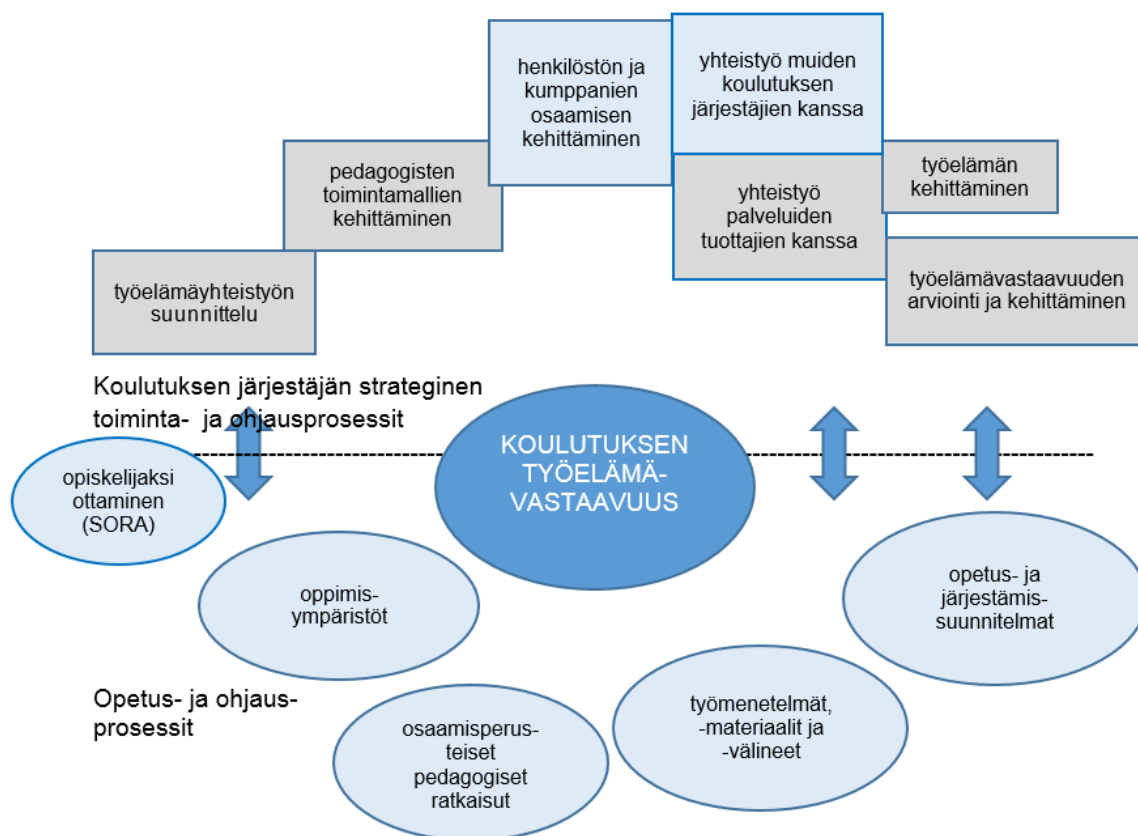 henkilöstön ja
kumppanien
osaamisen
kehittäminen
yhteistyö muiden
koulutuksen
järjestäjien kanssa
pedagogisten
toimintamallien
kehittäminen
yhteistyö
palveluiden
tuottajien kanssa
työelämän
kehittäminen
työelämäyhteistyön
suunnittelu
työelämävastaavuuden
arviointi ja kehittäminen
Koulutuksen järjestäjän strateginen
toiminta- ja ohjausprosessit
KOULUTUKSEN
TYÖELÄMÄ-
VASTAAVUUS
opiskelijaksi
ottaminen
(SORA)
oppimis-
ympäristöt
opetus- ja
järjestämis-
suunnitelmat
Opetus- ja ohjaus-
prosessit
osaamisperus-
teiset
pedagogiset
ratkaisut
työmenetelmät,
-materiaalit ja
-välineet